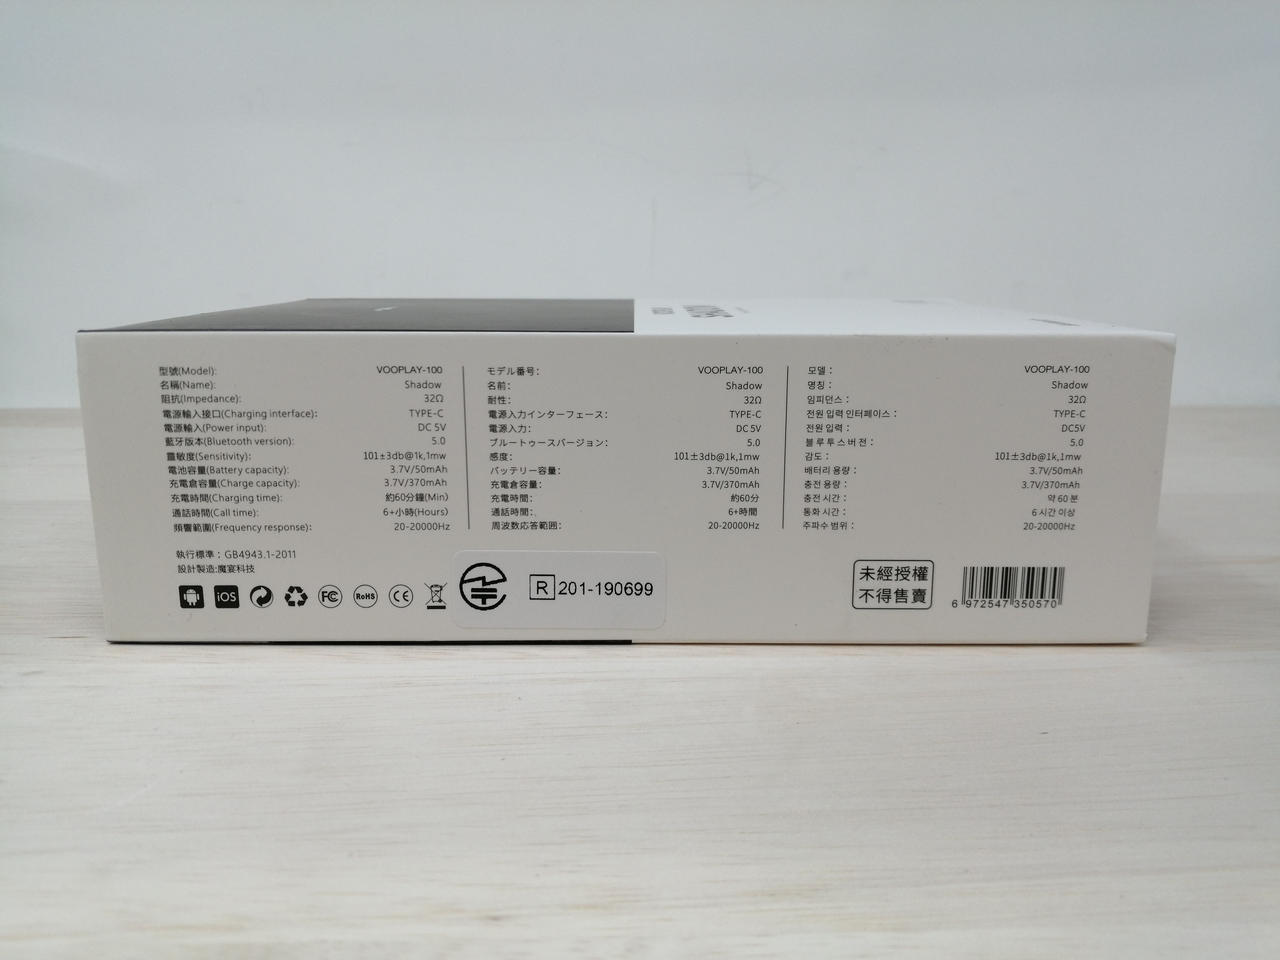 型號(Model): VOOPLAY-100
名稱(Name): Shadow
阻抗(Impedance): 32Ω
電源輸入接口(Charging interface): TYPE-C
電源輸入(Power input): DC 5V
藍牙版本(Bluetooth version): 5.0
靈敏度(Sensitivity): 101±3db@1k,1mw
電池容量(Battery capacity): 3.7V/50mAh
充電倉容量(Charge capacity): 3.7V/370mAh
充電時間(Charging time): 約60分鐘(Min)
通話時間(Call time): 6+小時(Hours)
頻響範圍(Frequency response): 20-20000Hz
執行標準：GB4943.1-2011
設計製造:魔宴科技
モデル番号： VOOPLAY-100
名前： Shadow
耐性： 32Ω
電源入力インターフェース： TYPE-C
電源入力： DC 5V
ブルートゥースバージョン： 5.0
感度： 101±3db@1k,1mw
バッテリー容量： 3.7V/50mAh
充電倉容量： 3.7V/370mAh
充電時間： 約60分
通話時間： 6+時間
周波数応答範囲： 20-20000Hz
모델： VOOPLAY-100
명칭： Shadow
임피던스： 32Ω
전원 입력 인터페이스： TYPE-C
전원 입력： DC5V
블루투스 버전： 5.0
감도： 101±3db@1k,1mw
배터리 용량： 3.7V/50mAh
충전 용량： 3.7V/370mAh
충전 시간： 약 60 분
통화 시간： 6 시간 이상
주파수 범위： 20-20000Hz
iOS
FC
RoHS
CE
R 201-190699
未經授權
不得售賣
6 972547 350570